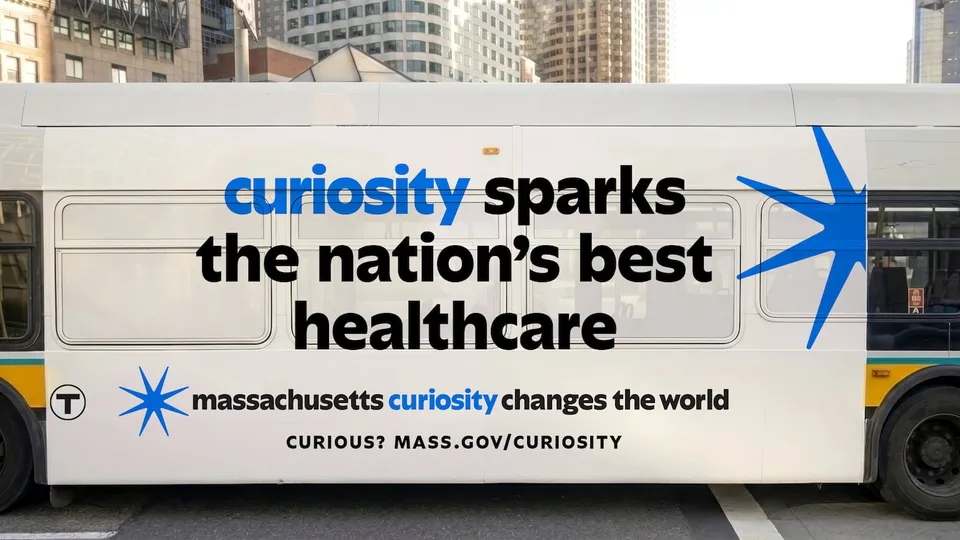 curiosity sparks
the nation's best
healthcare
T
massachusetts curiosity changes the world
CURIOUS? MASS.GOV/CURIOSITY
A